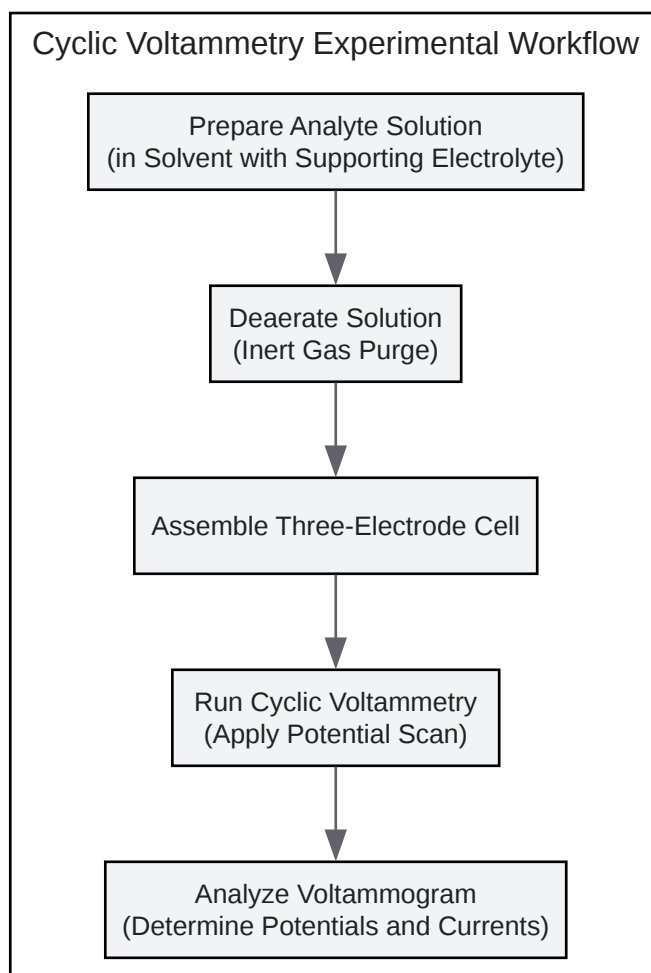 Cyclic Voltammetry Experimental Workflow
Prepare Analyte Solution
(in Solvent with Supporting Electrolyte)
Deaerate Solution
(Inert Gas Purge)
Assemble Three-Electrode Cell
Run Cyclic Voltammetry
(Apply Potential Scan)
Analyze Voltammogram
(Determine Potentials and Currents)